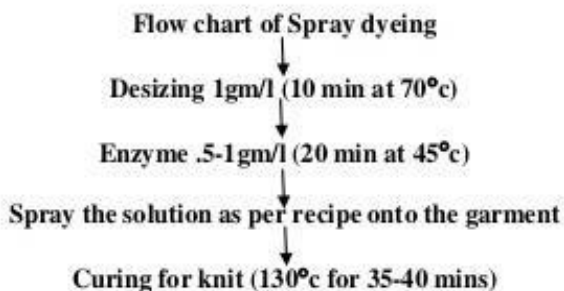 Flow chart of Spray dyeing
Desizing 1gm/l (10 min at 70°c)
Enzyme .5-1gm/l (20 min at 45°c)
Spray the solution as per recipe onto the garment
Curing for knit (130°c for 35-40 mins)